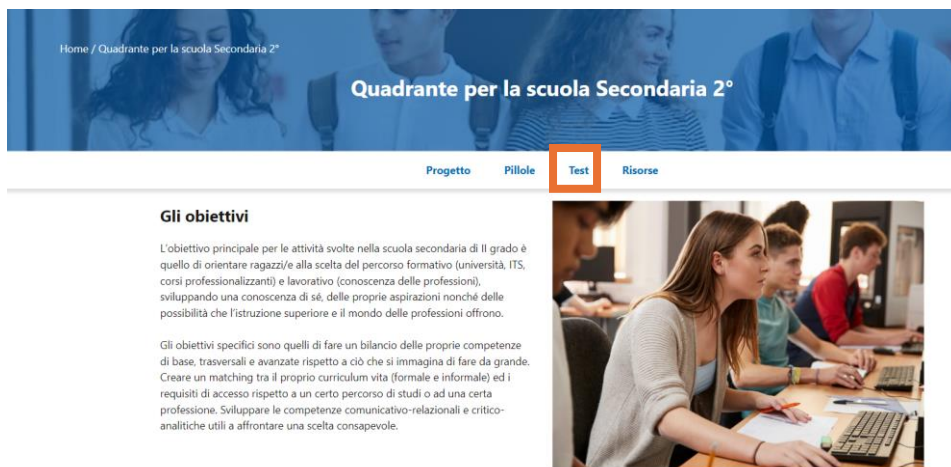 Home / Quadrante per la scuola Secondaria 2°
Quadrante per la scuola Secondaria 2°
Progetto Pillole Test Risorse
Gli obiettivi
L'obiettivo principale per le attività svolte nella scuola secondaria di II grado è
quello di orientare ragazzi/e alla scelta del percorso formativo (università, ITS,
corsi professionalizzanti) e lavorativo (conoscenza delle professioni),
sviluppando una conoscenza di sé, delle proprie aspirazioni nonché delle
possibilità che l'istruzione superiore e il mondo delle professioni offrono.
Gli obiettivi specifici sono quelli di fare un bilancio delle proprie competenze
di base, trasversali e avanzate rispetto a ciò che si immagina di fare da grande.
Creare un matching tra il proprio curriculum vita (formale e informale) ed i
requisiti di accesso rispetto a un certo percorso di studi o ad una certa
professione. Sviluppare le competenze comunicativo-relazionali e critico-
analitiche utili a affrontare una scelta consapevole.